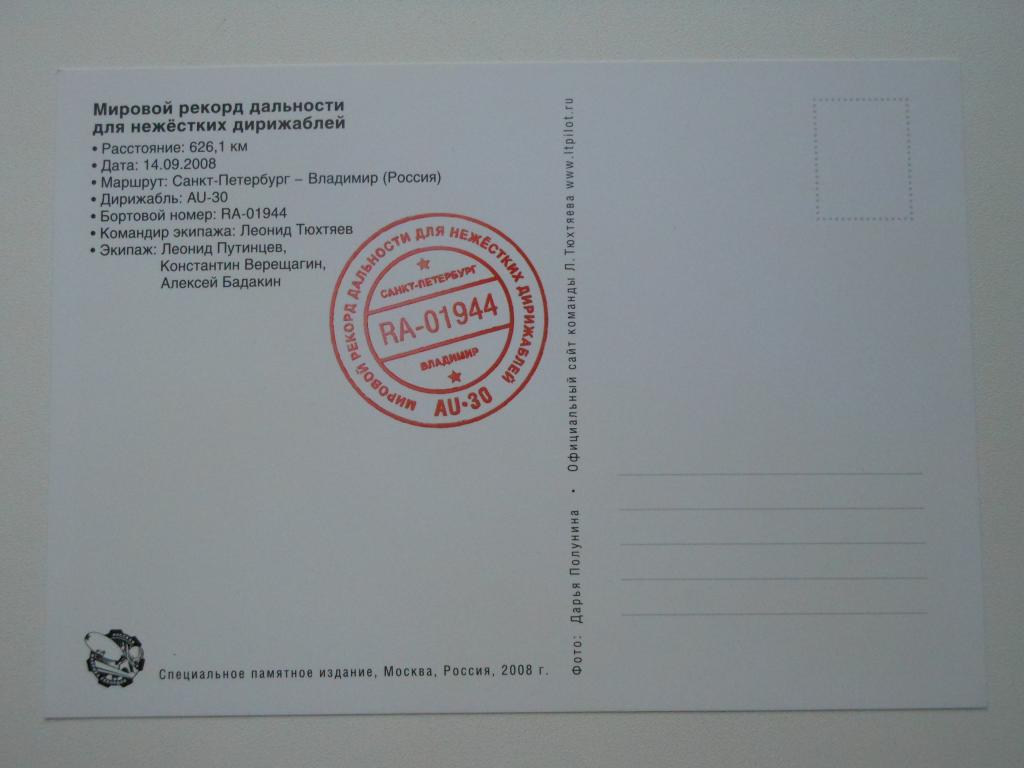 Мировой рекорд дальности
для нежёстких дирижаблей
• Расстояние: 626,1 км
• Дата: 14.09.2008
• Маршрут: Санкт-Петербург – Владимир (Россия)
• Дирижабль: AU-30
• Бортовой номер: RA-01944
• Командир экипажа: Леонид Тюхтяев
• Экипаж: Леонид Путинцев,
Константин Верещагин,
Алексей Бадакин
МИРОВОЙ РЕКОРД ДАЛЬНОСТИ ДЛЯ НЕЖЁСТКИХ ДИРИЖАБЛЕЙ
САНКТ-ПЕТЕРБУРГ
RA-01944
ВЛАДИМИР
AU•30
Специальное памятное издание, Москва, Россия, 2008 г.
Фото: Дарья Полунина • Официальный сайт команды Л.Тюхтяева www.ltpilot.ru